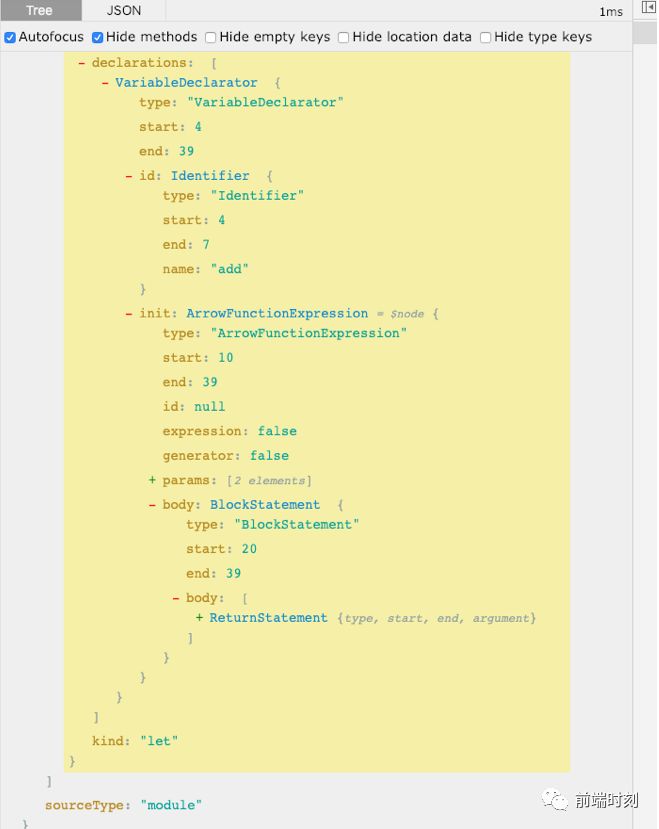 Tree JSON 1ms
Autofocus Hide methods Hide empty keys Hide location data Hide type keys
- declarations: [
- VariableDeclarator {
type: "VariableDeclarator"
start: 4
end: 39
- id: Identifier {
type: "Identifier"
start: 4
end: 7
name: "add"
}
- init: ArrowFunctionExpression = $node {
type: "ArrowFunctionExpression"
start: 10
end: 39
id: null
expression: false
generator: false
+ params: [2 elements]
- body: BlockStatement {
type: "BlockStatement"
start: 20
end: 39
- body: [
+ ReturnStatement {type, start, end, argument}
]
}
}
}
]
kind: "let"
}
]
sourceType: "module"
}
前端时刻